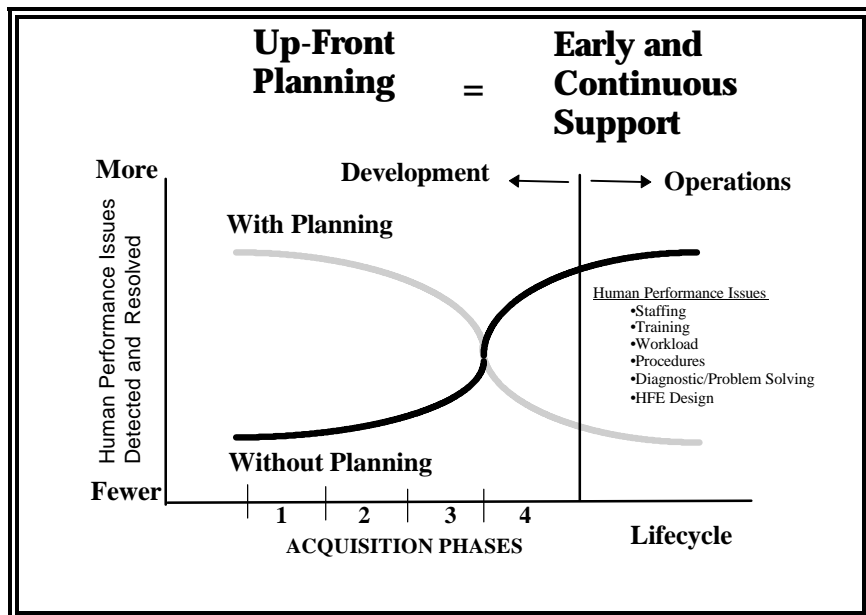 Up-Front
Planning
=
Early and
Continuous
Support
More
Development
Operations
With Planning
Human Performance Issues
Detected and Resolved
Human Performance Issues
•Staffing
•Training
•Workload
•Procedures
•Diagnostic/Problem Solving
•HFE Design
Without Planning
Fewer
1 2 3 4
ACQUISITION PHASES
Lifecycle